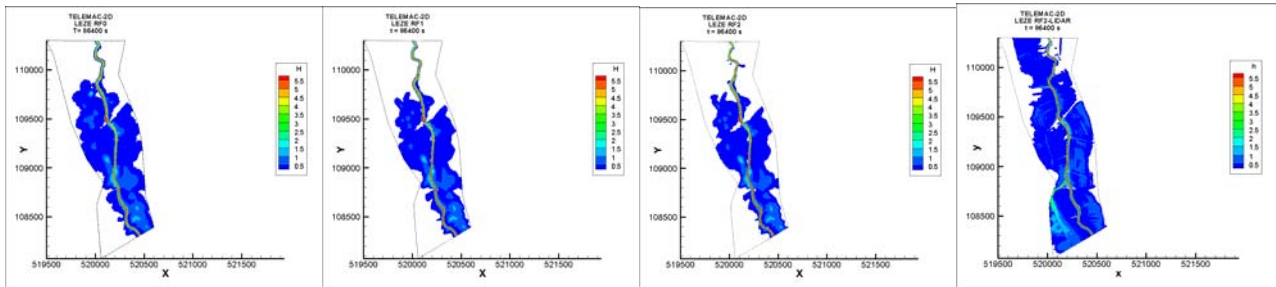 TELEMAC-2D
LEZE RF0
T= 86400 s
H
5.5
5
4.5
4
3.5
3
2.5
2
1.5
1
0.5
Y
110000
109500
109000
108500
519500 520000 520500 521000 521500
X
TELEMAC-2D
LEZE RF1
t = 86400 s
H
5.5
5
4.5
4
3.5
3
2.5
2
1.5
1
0.5
Y
110000
109500
109000
108500
519500 520000 520500 521000 521500
X
TELEMAC-2D
LEZE RF2
t = 86400 s
H
5.5
5
4.5
4
3.5
3
2.5
2
1.5
1
0.5
Y
110000
109500
109000
108500
519500 520000 520500 521000 521500
X
TELEMAC-2D
LEZE RF2-LIDAR
t = 86400 s
h
5.5
5
4.5
4
3.5
3
2.5
2
1.5
1
0.5
y
110000
109500
109000
108500
519500 520000 520500 521000 521500
x